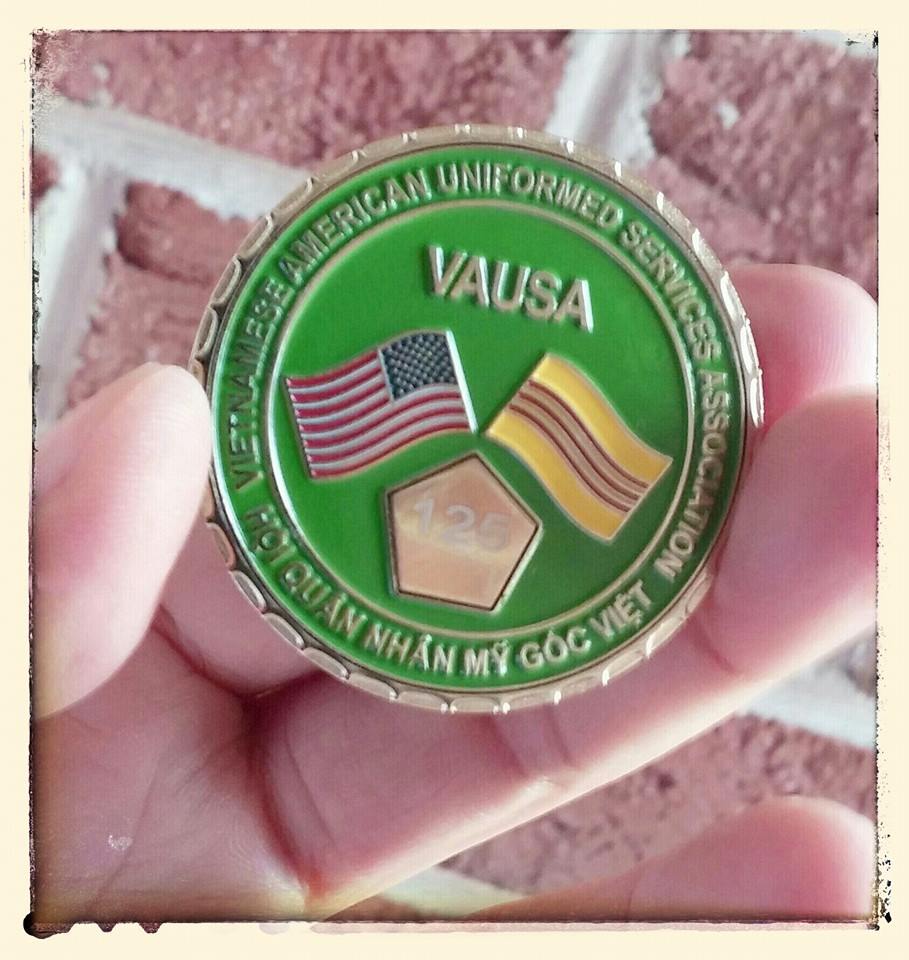 VIETNAMESE AMERICAN UNIFORMED SERVICES ASSOCIATION
VAUSA
125
HỘI QUÂN NHÂN MỸ GỐC VIỆT